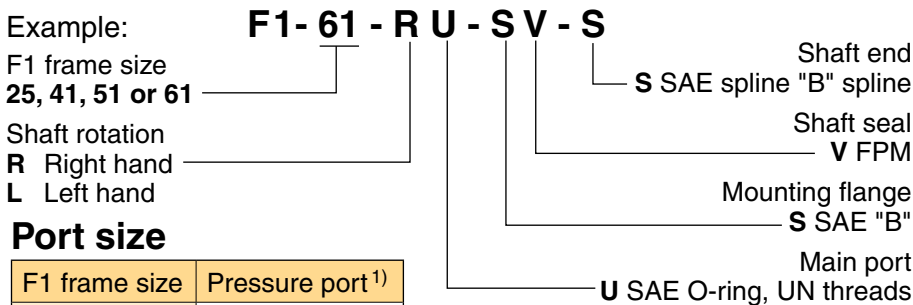 Example:
F1- 61 - R U - S V - S
F1 frame size
25, 41, 51 or 61
Shaft rotation
R Right hand
L Left hand
Shaft end
S SAE spline "B" spline
Shaft seal
V FPM
Mounting flange
S SAE "B"
Main port
U SAE O-ring, UN threads
Port size
F1 frame size Pressure port 1)